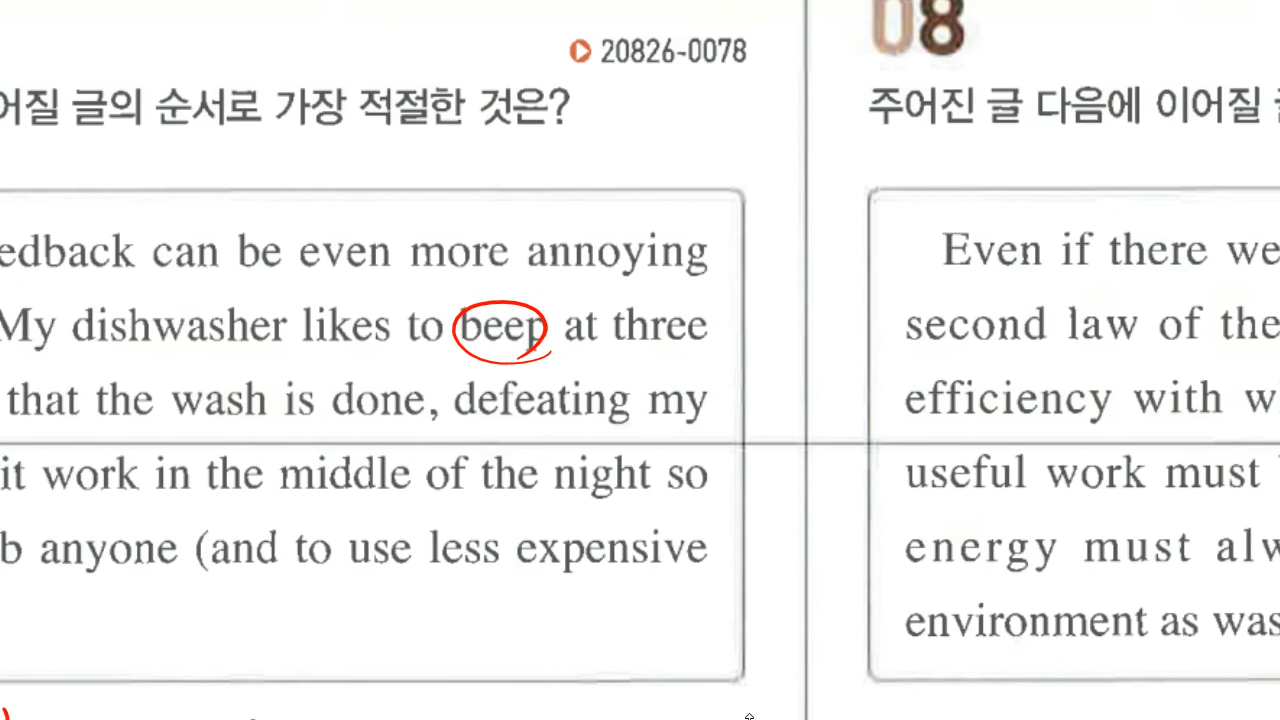 20826-0078
어질 글의 순서로 가장 적절한 것은?
edback can be even more annoying
My dishwasher likes to beep at three
that the wash is done, defeating my
it work in the middle of the night so
b anyone (and to use less expensive
08
주어진 글 다음에 이어질
Even if there we
second law of the
efficiency with w
useful work must
energy must alw
environment as was